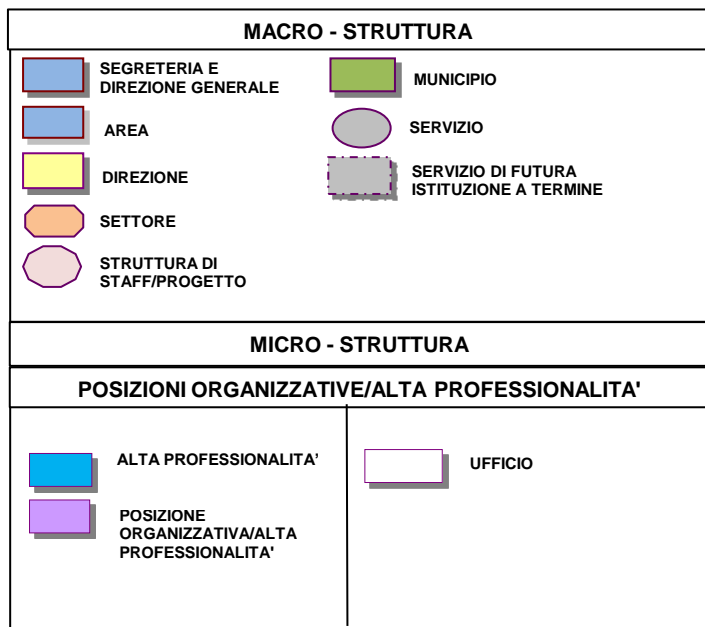 MACRO - STRUTTURA
SEGRETERIA E
DIREZIONE GENERALE
AREA
DIREZIONE
SETTORE
STRUTTURA DI
STAFF/PROGETTO
MUNICIPIO
SERVIZIO
SERVIZIO DI FUTURA
ISTITUZIONE A TERMINE
MICRO - STRUTTURA
POSIZIONI ORGANIZZATIVE/ALTA PROFESSIONALITA'
ALTA PROFESSIONALITA’
POSIZIONE
ORGANIZZATIVA/ALTA
PROFESSIONALITA'
UFFICIO